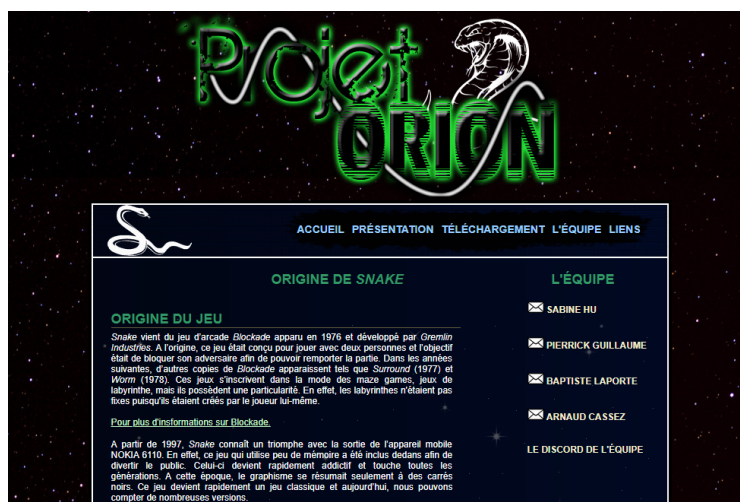 Projet
ORION
ACCUEIL PRÉSENTATION TÉLÉCHARGEMENT L'ÉQUIPE LIENS
ORIGINE DE SNAKE
ORIGINE DU JEU
Snake vient du jeu d'arcade Blockade apparu en 1976 et développé par Gremlin
Industries. A l'origine, ce jeu était conçu pour jouer avec deux personnes et l'objectif
était de bloquer son adversaire afin de pouvoir remporter la partie. Dans les années
suivantes, d'autres copies de Blockade apparaissent tels que Surround (1977) et
Worm (1978). Ces jeux s'inscrivent dans la mode des maze games, jeux de
labyrinthe, mais ils possèdent une particularité. En effet, les labyrinthes n'étaient pas
fixes puisqu'ils étaient créés par le joueur lui-même.
Pour plus d'insformations sur Blockade.
A partir de 1997, Snake connaît un triomphe avec la sortie de l'appareil mobile
NOKIA 6110. En effet, ce jeu qui utilise peu de mémpire a été inclus dedans afin de
divertir le public. Celui-ci devient rapidement addictif et touche toutes les
générations. A cette époque, le graphisme se résumait seulement à des carrés
noirs. Ce jeu devient rapidement un jeu classique et aujourd'hui, nous pouvons
compter de nombreuses versions.
L'ÉQUIPE
SABINE HU
PIERRICK GUILLAUME
BAPTISTE LAPORTE
ARNAUD CASSEZ
LE DISCORD DE L'ÉQUIPE